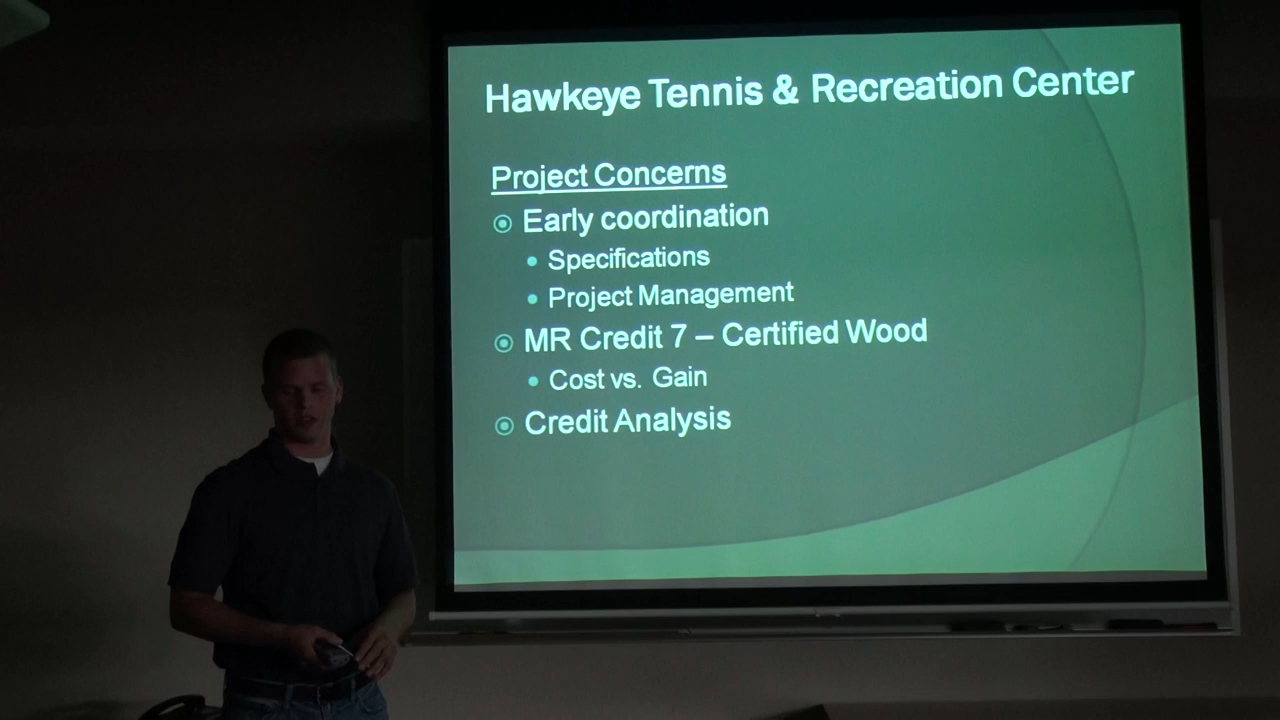 Hawkeye Tennis & Recreation Center
Project Concerns
Early coordination
Specifications
Project Management
MR Credit 7 – Certified Wood
Cost vs. Gain
Credit Analysis